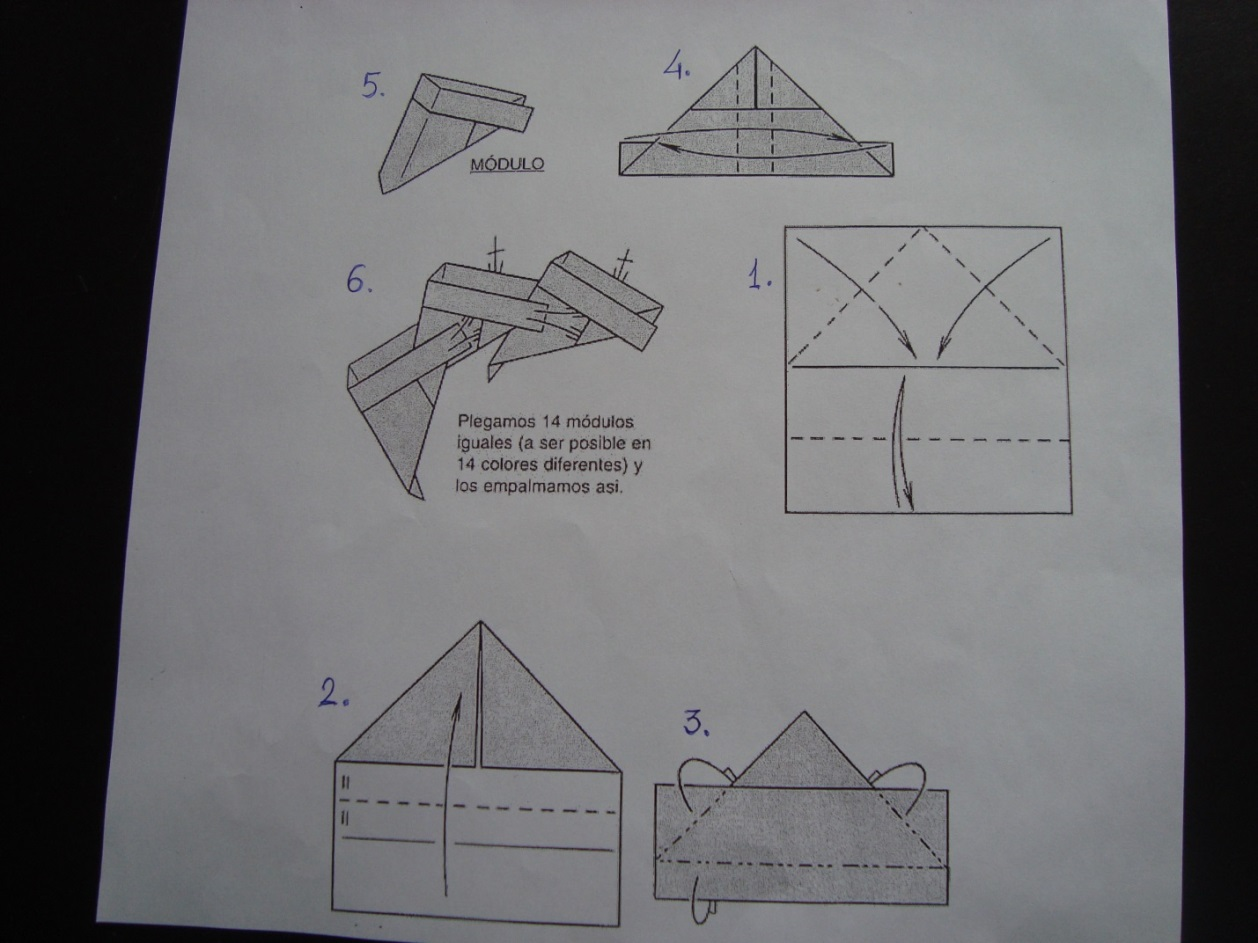 5.
MÓDULO
4.
6.
Plegamos 14 módulos
iguales (a ser posible en
14 colores diferentes) y
los empalmamos asi.
1.
2.
3.